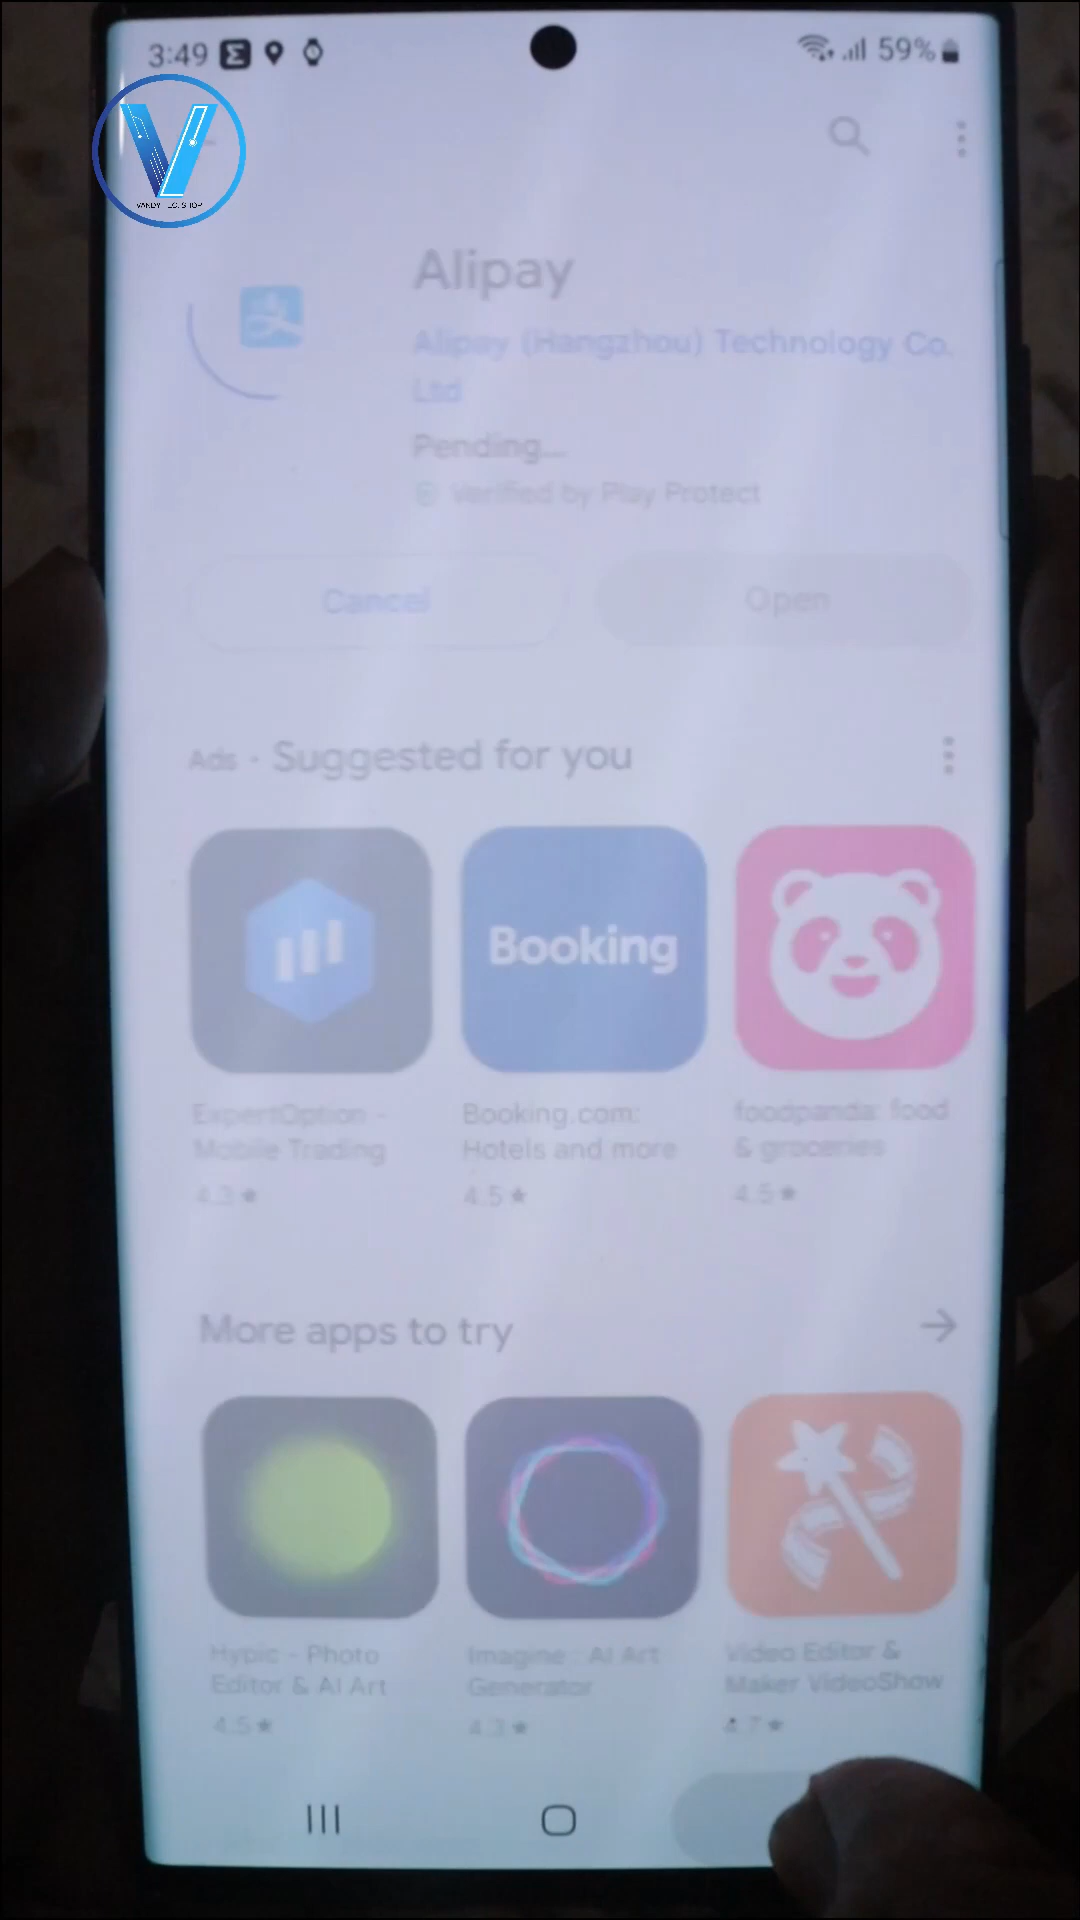 3:49
59%
Alipay
Alipay (Hangzhou) Technology Co.
Ltd
Pending...
Verified by Play Protect
Cancel
Open
Ads · Suggested for you
Booking
ExpertOption -
Mobile Trading
4.3★
Booking.com:
Hotels and more
4.5★
foodpanda: food
& groceries
4.5★
More apps to try
Hypic - Photo
Editor & AI Art
4.5★
Imagine : AI Art
Generator
4.3★
Video Editor &
Maker VideoShow
4.7★